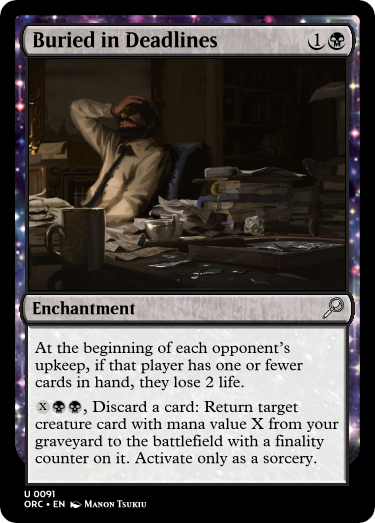 Buried in Deadlines 1
Enchantment
At the beginning of each opponent's
upkeep, if that player has one or fewer
cards in hand, they lose 2 life.
X, Discard a card: Return target
creature card with mana value X from your
graveyard to the battlefield with a finality
counter on it. Activate only as a sorcery.
U 0091
ORC • EN Manon Tsukiu